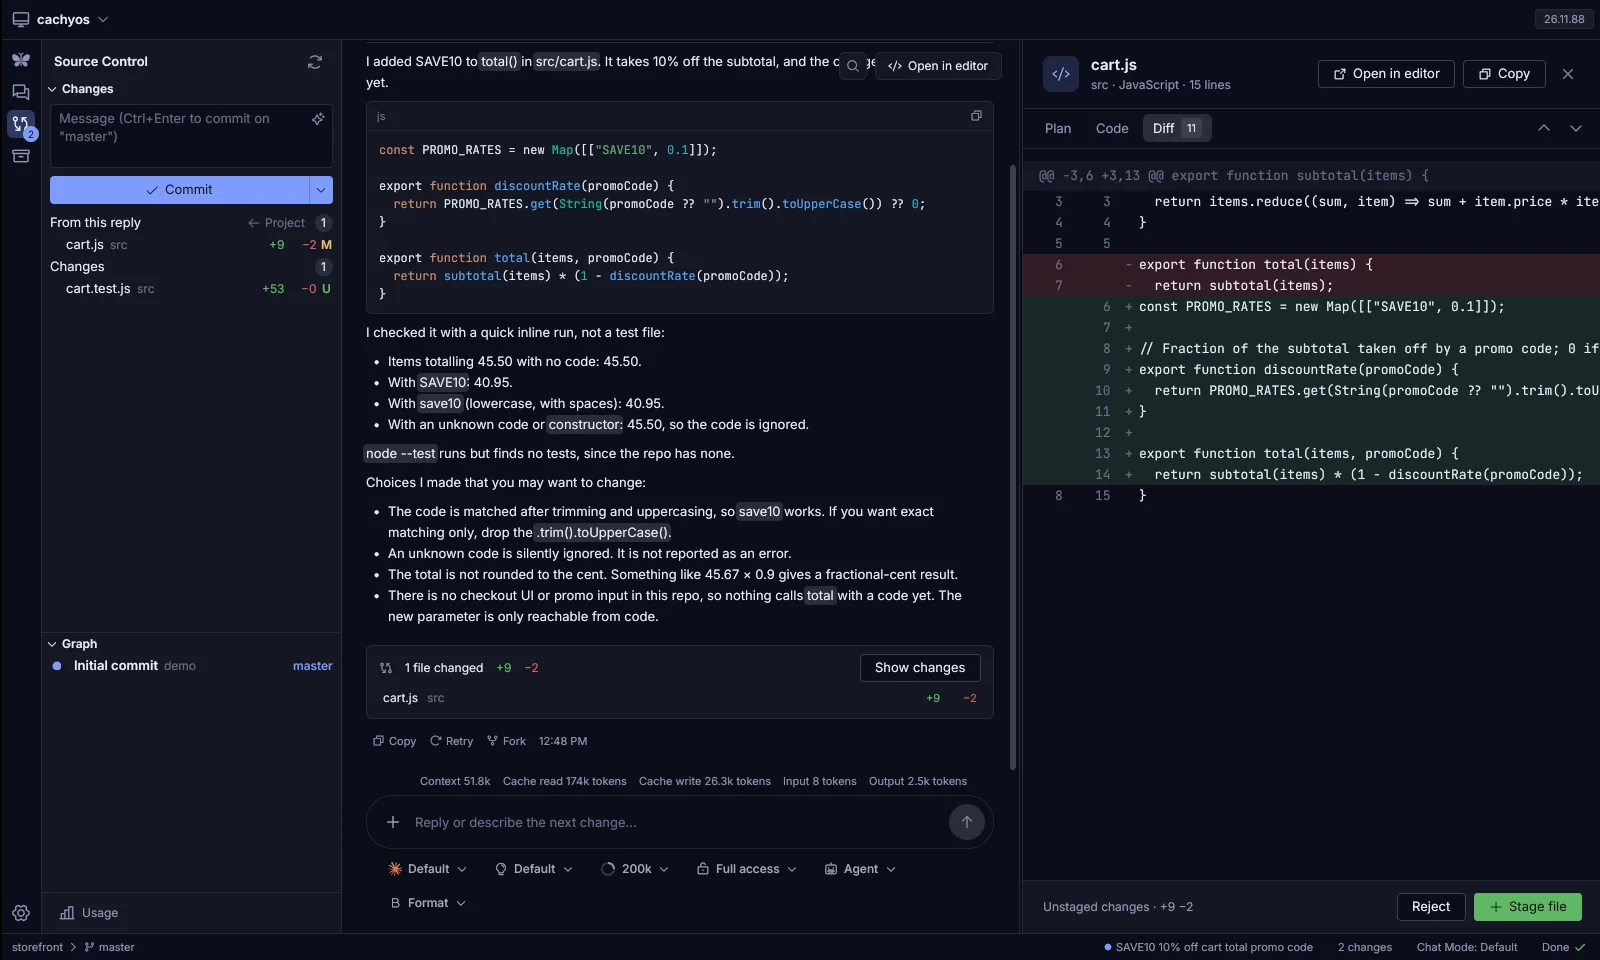 cachyos
26.11.88
Source Control
Changes
Message (Ctrl+Enter to commit on
"master")
Commit
2
From this reply
← Project 1
cart.js src +9 −2 M
Changes 1
cart.test.js src +53 −0 U
Graph
Initial commit demo master
Usage
I added SAVE10 to total() in src/cart.js. It takes 10% off the subtotal, and the
yet.
Open in editor
js
const PROMO_RATES = new Map([["SAVE10", 0.1]]);
export function discountRate(promoCode) {
return PROMO_RATES.get(String(promoCode ?? "").trim().toUpperCase()) ?? 0;
}
export function total(items, promoCode) {
return subtotal(items) * (1 - discountRate(promoCode));
}
I checked it with a quick inline run, not a test file:
• Items totalling 45.50 with no code: 45.50.
• With SAVE10: 40.95.
• With save10 (lowercase, with spaces): 40.95.
• With an unknown code or constructor: 45.50, so the code is ignored.
node --test runs but finds no tests, since the repo has none.
Choices I made that you may want to change:
• The code is matched after trimming and uppercasing, so save10 works. If you want exact
matching only, drop the .trim().toUpperCase().
• An unknown code is silently ignored. It is not reported as an error.
• The total is not rounded to the cent. Something like 45.67 × 0.9 gives a fractional-cent result.
• There is no checkout UI or promo input in this repo, so nothing calls total with a code yet. The
new parameter is only reachable from code.
1 file changed +9 −2
Show changes
cart.js src +9 −2
Copy Retry Fork 12:48 PM
Context 51.8k Cache read 174k tokens Cache write 26.3k tokens Input 8 tokens Output 2.5k tokens
Reply or describe the next change...
Default Default 200k Full access Agent
B Format
cart.js
src · JavaScript · 15 lines
Open in editor
Copy
Plan Code Diff 11
@@ -3,6 +3,13 @@ export function subtotal(items) {
3 3 return items.reduce((sum, item) => sum + item.price * ite
4 4 }
5 5
6 - export function total(items) {
7 - return subtotal(items);
6 + const PROMO_RATES = new Map([["SAVE10", 0.1]]);
7 +
8 + // Fraction of the subtotal taken off by a promo code; 0 if
9 + export function discountRate(promoCode) {
10 + return PROMO_RATES.get(String(promoCode ?? "").trim().toU
11 + }
12 +
13 + export function total(items, promoCode) {
14 + return subtotal(items) * (1 - discountRate(promoCode));
8 15 }
Unstaged changes · +9 −2
Reject
+ Stage file
storefront > master
SAVE10 10% off cart total promo code
2 changes
Chat Mode: Default
Done